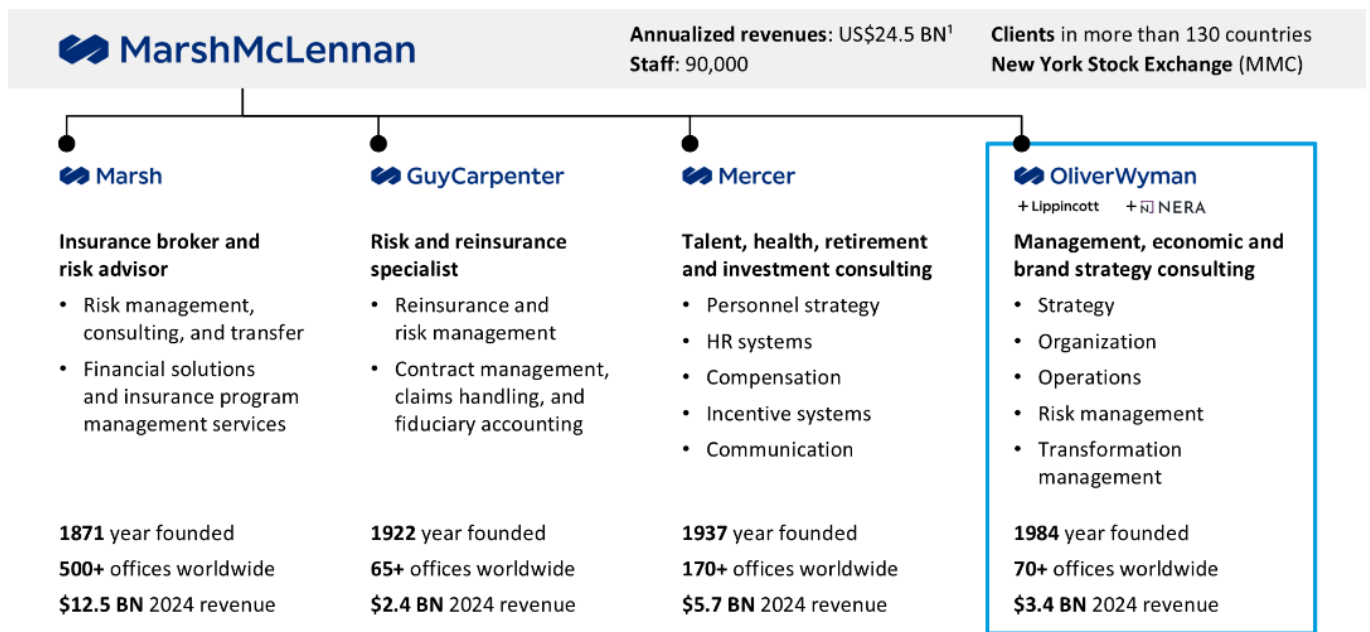 MarshMcLennan
Annualized revenues: US$24.5 BN¹
Staff: 90,000
Clients in more than 130 countries
New York Stock Exchange (MMC)
Marsh
Insurance broker and
risk advisor
• Risk management,
consulting, and transfer
• Financial solutions
and insurance program
management services
1871 year founded
500+ offices worldwide
$12.5 BN 2024 revenue
GuyCarpenter
Risk and reinsurance
specialist
• Reinsurance and
risk management
• Contract management,
claims handling, and
fiduciary accounting
1922 year founded
65+ offices worldwide
$2.4 BN 2024 revenue
Mercer
Talent, health, retirement
and investment consulting
• Personnel strategy
• HR systems
• Compensation
• Incentive systems
• Communication
1937 year founded
170+ offices worldwide
$5.7 BN 2024 revenue
OliverWyman
+ Lippincott + N NERA
Management, economic and
brand strategy consulting
• Strategy
• Organization
• Operations
• Risk management
• Transformation
management
1984 year founded
70+ offices worldwide
$3.4 BN 2024 revenue